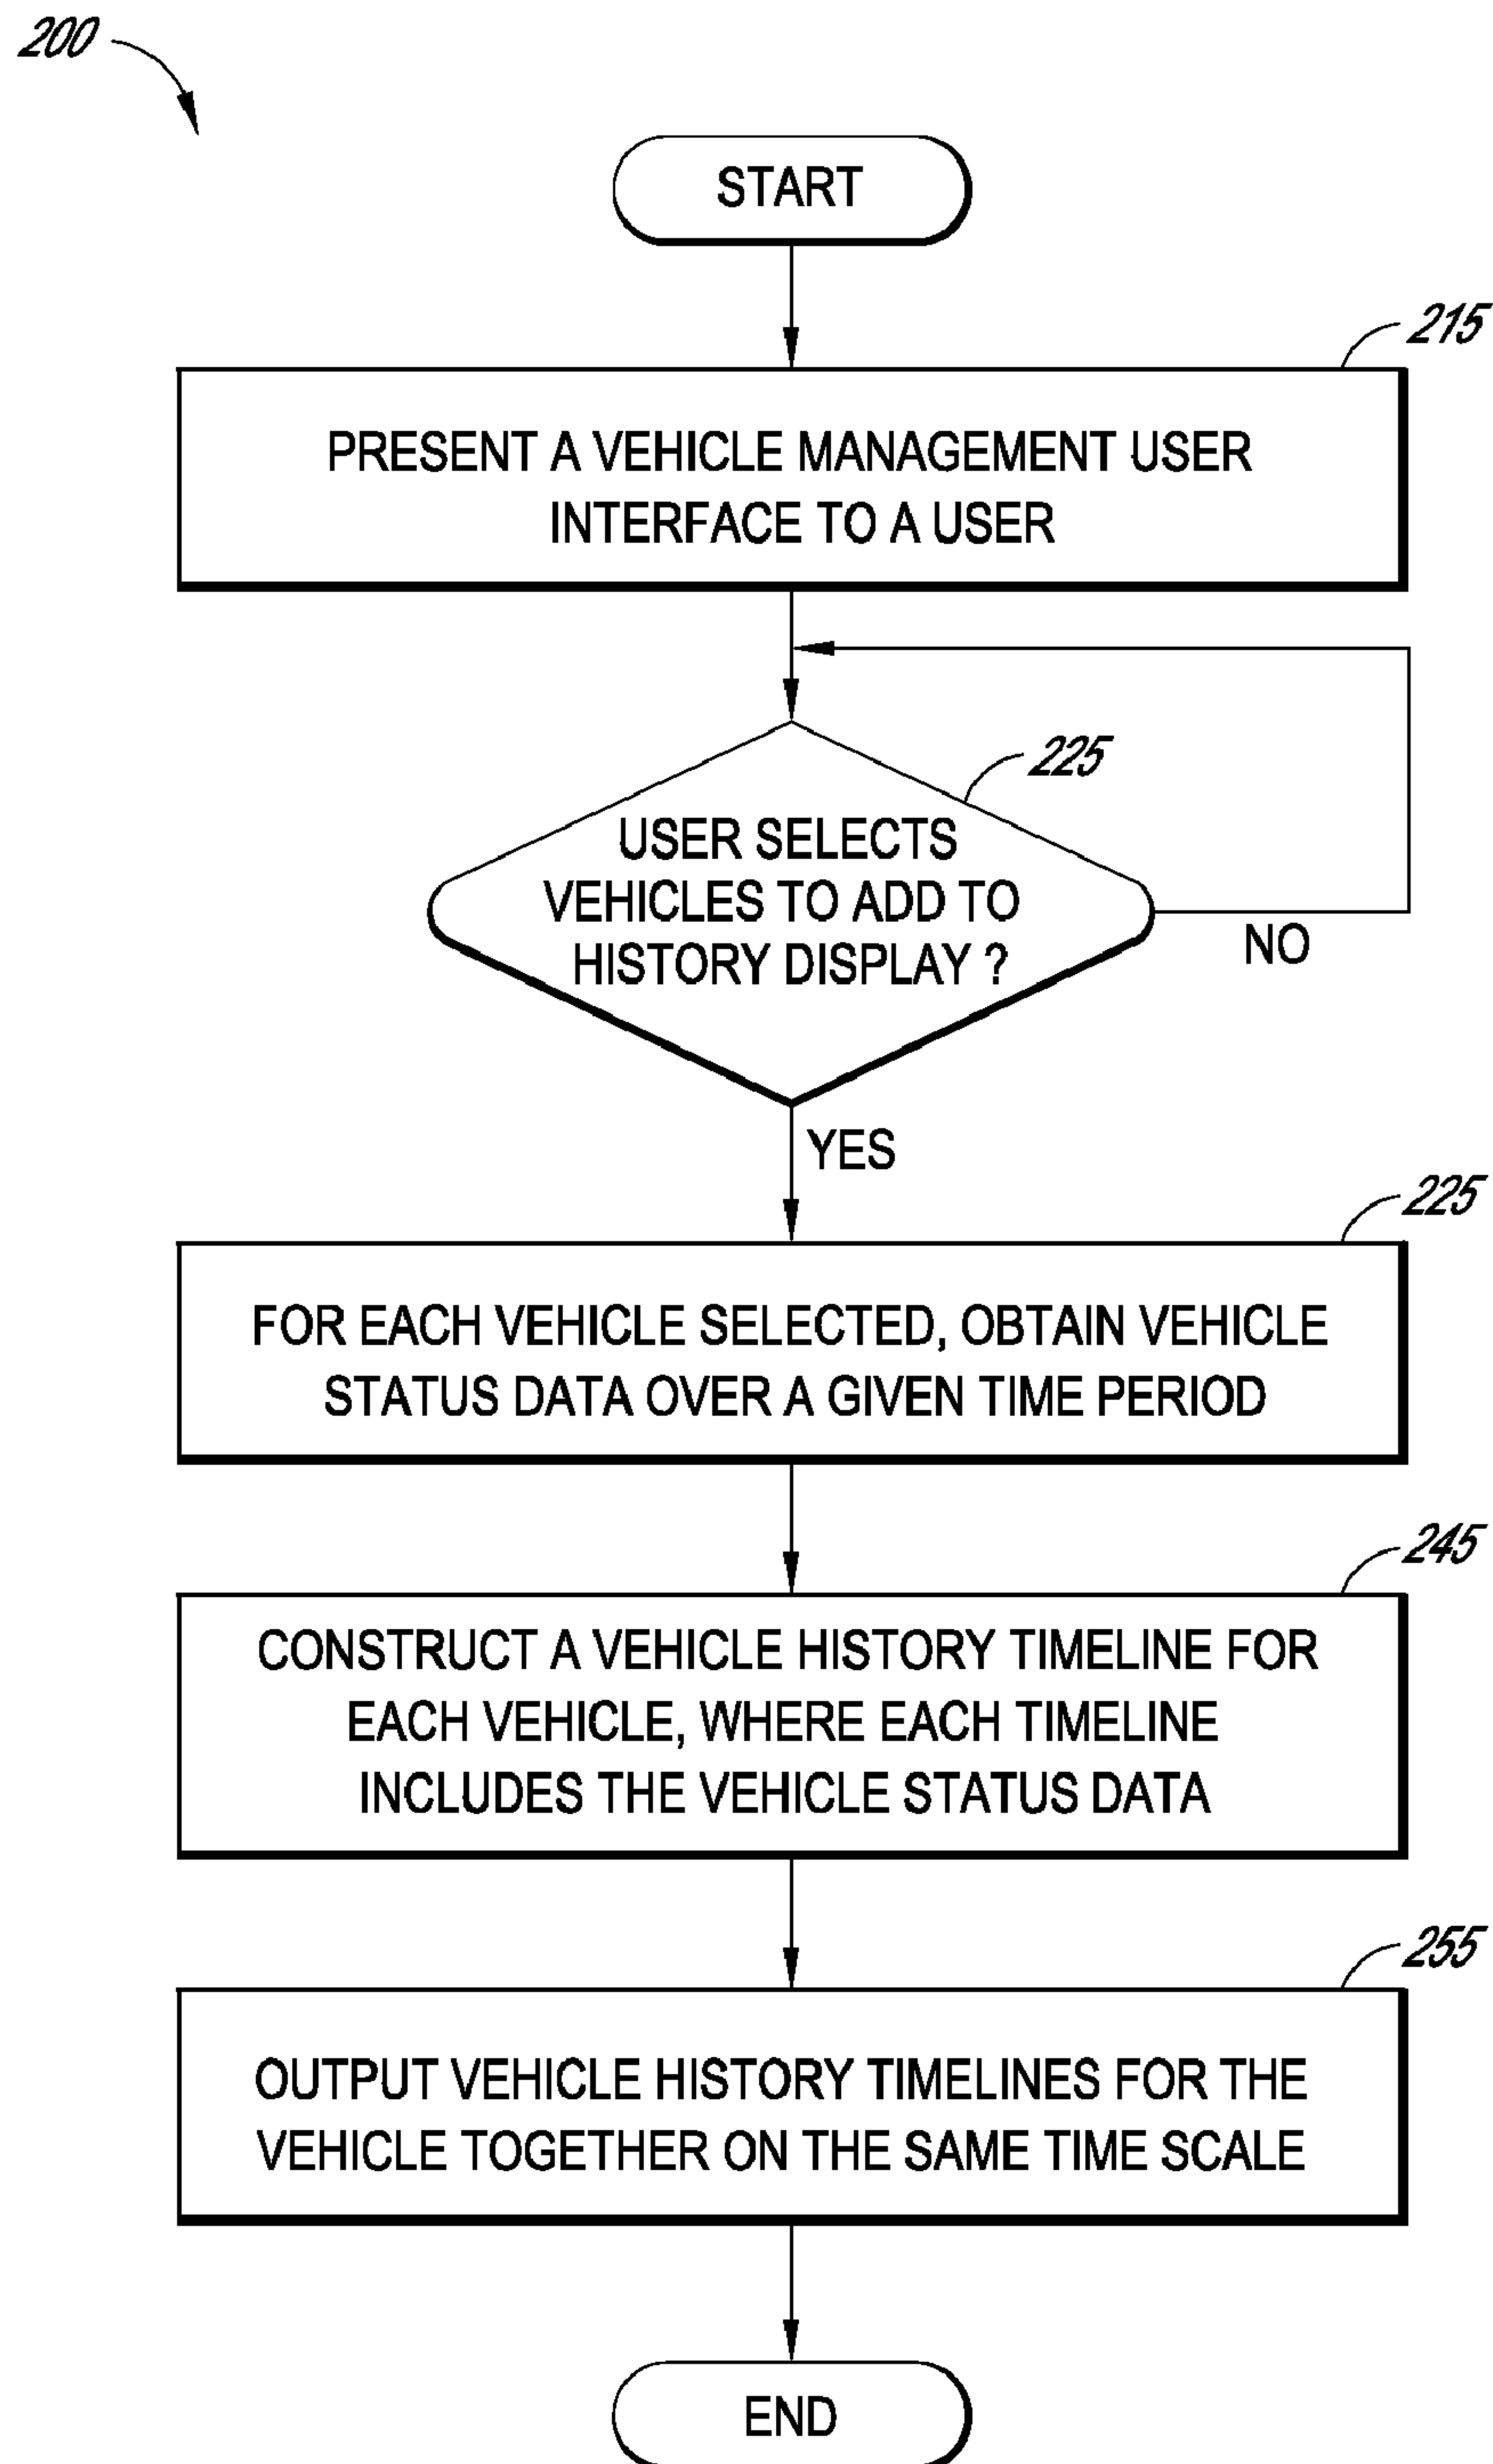 200
START
215
PRESENT A VEHICLE MANAGEMENT USER
INTERFACE TO A USER
225
USER SELECTS
VEHICLES TO ADD TO
HISTORY DISPLAY ?
NO
YES
225
FOR EACH VEHICLE SELECTED, OBTAIN VEHICLE
STATUS DATA OVER A GIVEN TIME PERIOD
245
CONSTRUCT A VEHICLE HISTORY TIMELINE FOR
EACH VEHICLE, WHERE EACH TIMELINE
INCLUDES THE VEHICLE STATUS DATA
255
OUTPUT VEHICLE HISTORY TIMELINES FOR THE
VEHICLE TOGETHER ON THE SAME TIME SCALE
END